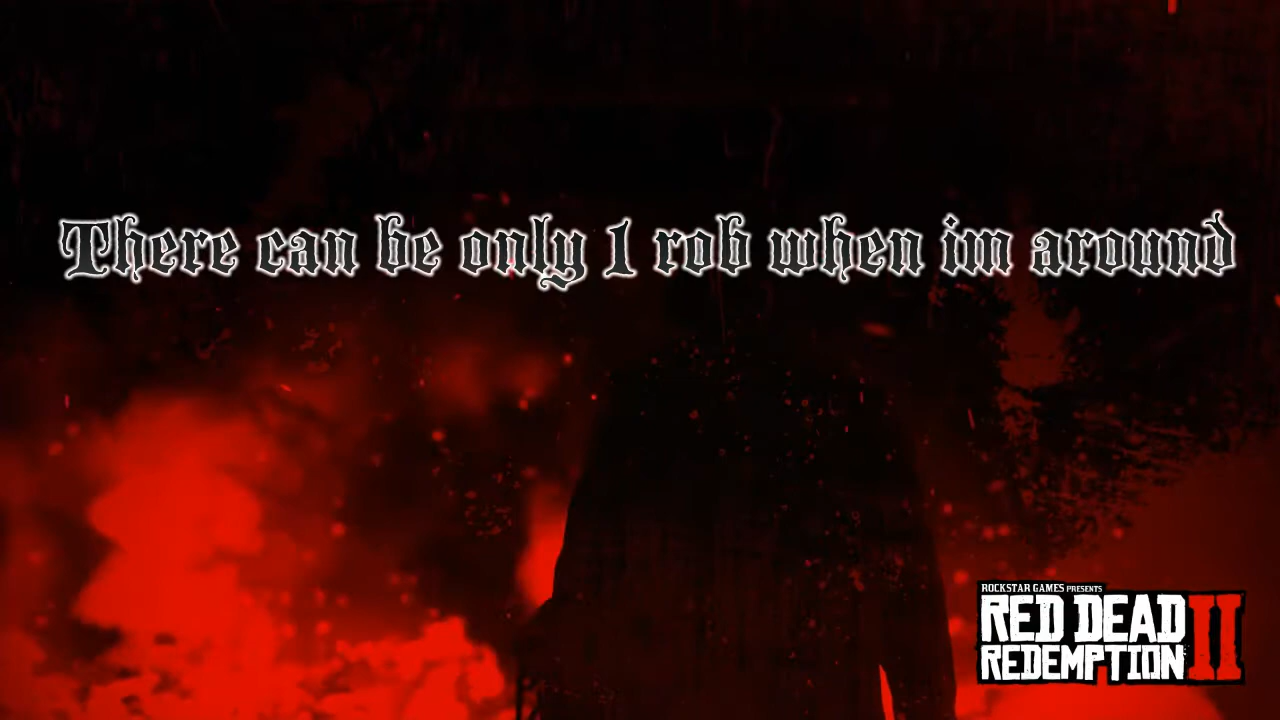 There can be only 1 rob when im around
ROCKSTAR GAMES PRESENTS
RED DEAD
REDEMPTION II